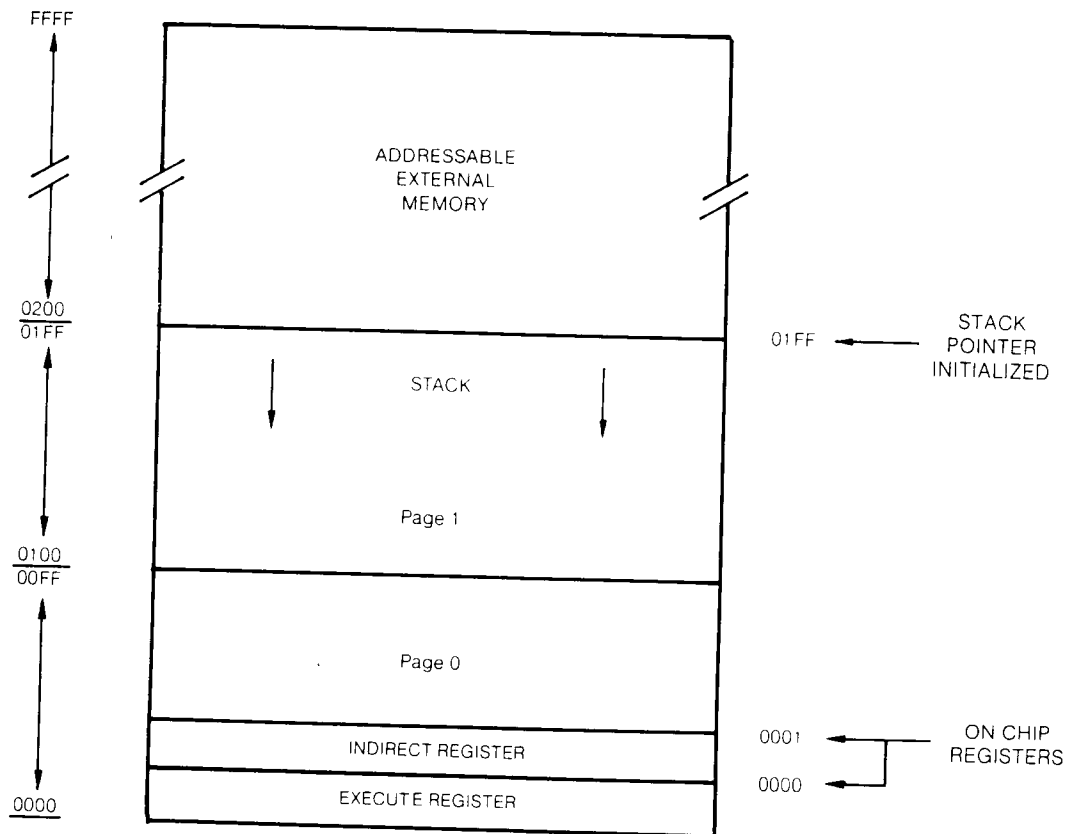 FFFF
ADDRESSABLE
EXTERNAL
MEMORY
0200
01FF
01FF
STACK
POINTER
INITIALIZED
STACK
Page 1
0100
00FF
Page 0
INDIRECT REGISTER
0001
ON CHIP
REGISTERS
0000
EXECUTE REGISTER
0000